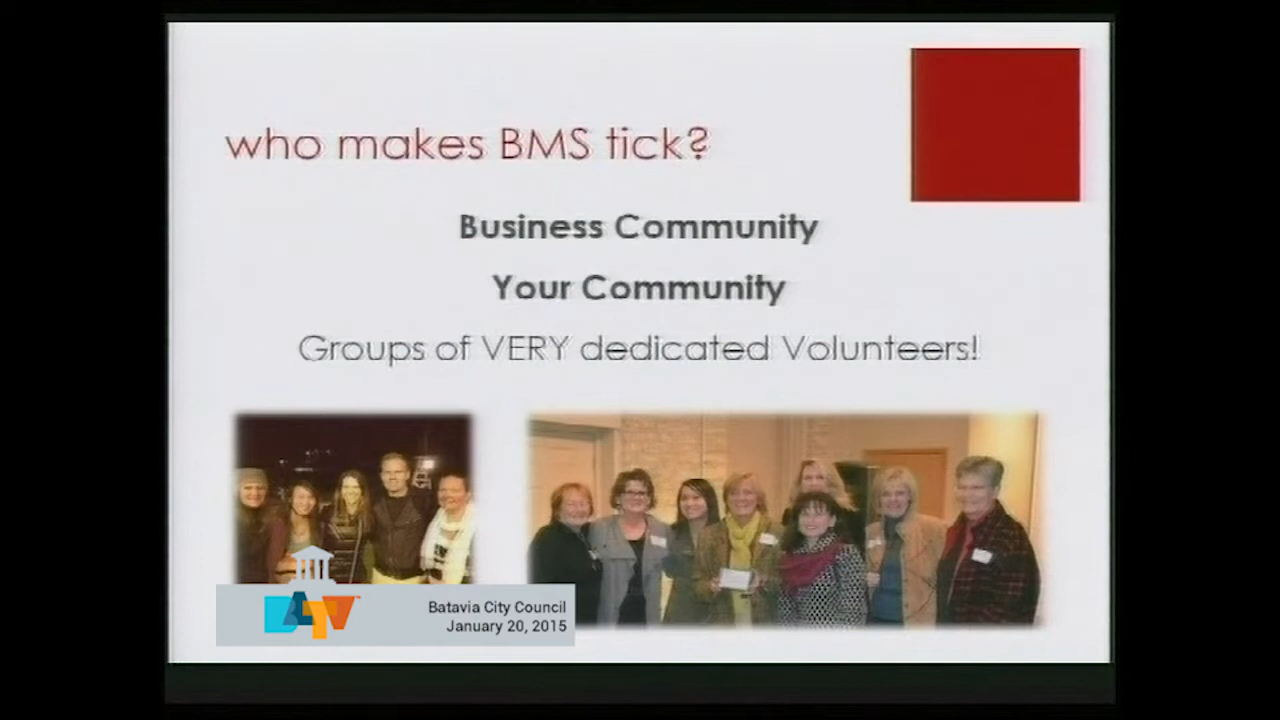 who makes BMS tick?
Business Community
Your Community
Groups of VERY dedicated Volunteers!
BATV
Batavia City Council
January 20, 2015